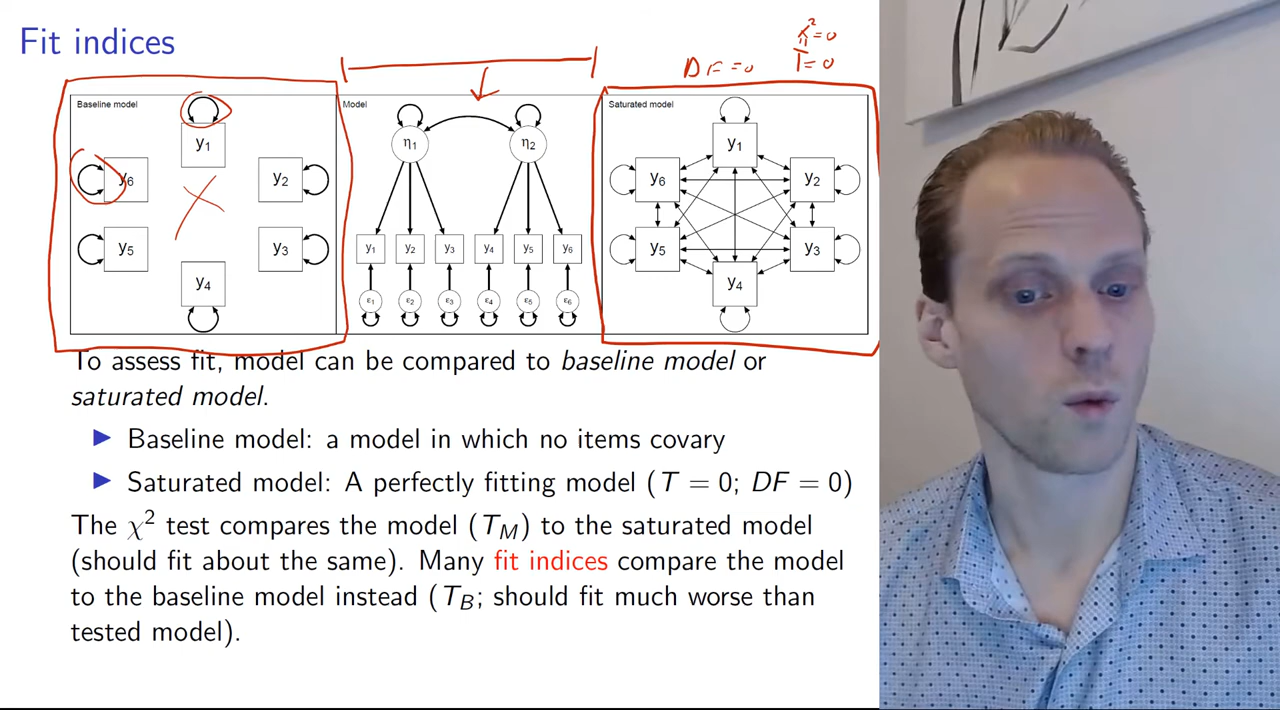 Fit indices
χ²=0
DF=0
T=0
Baseline model
y₁
y₆
y₂
y₅
y₃
y₄
Model
η₁ η₂
y₁ y₂ y₃ y₄ y₅ y₆
ε₁ ε₂ ε₃ ε₄ ε₅ ε₆
Saturated model
y₁
y₆ y₂
y₅ y₃
y₄
To assess fit, model can be compared to baseline model or
saturated model.
▶ Baseline model: a model in which no items covary
▶ Saturated model: A perfectly fitting model (T = 0; DF = 0)
The χ² test compares the model (T_M) to the saturated model
(should fit about the same). Many fit indices compare the model
to the baseline model instead (T_B; should fit much worse than
tested model).